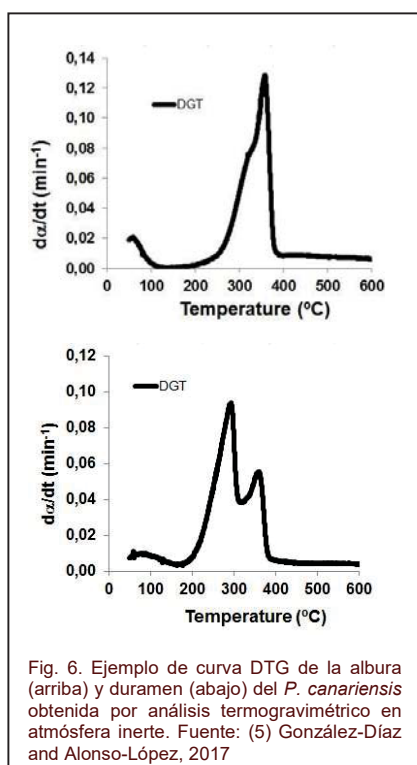 0,14
0,12
0,10
0,08
0,06
0,04
0,02
0,00
DGT
dα/dt (min-1)
0 100 200 300 400 500 600
Temperature (ºC)
0,12
0,10
0,08
0,06
0,04
0,02
0,00
DGT
dα/dt (min-1)
0 100 200 300 400 500 600
Temperature (ºC)
Fig. 6. Ejemplo de curva DTG de la albura
(arriba) y duramen (abajo) del P. canariensis
obtenida por análisis termogravimétrico en
atmósfera inerte. Fuente: (5) González-Díaz
and Alonso-López, 2017